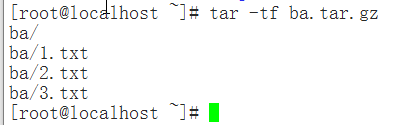 [root@localhost ~]# tar -tf ba.tar.gz
ba/
ba/1.txt
ba/2.txt
ba/3.txt
[root@localhost ~]#